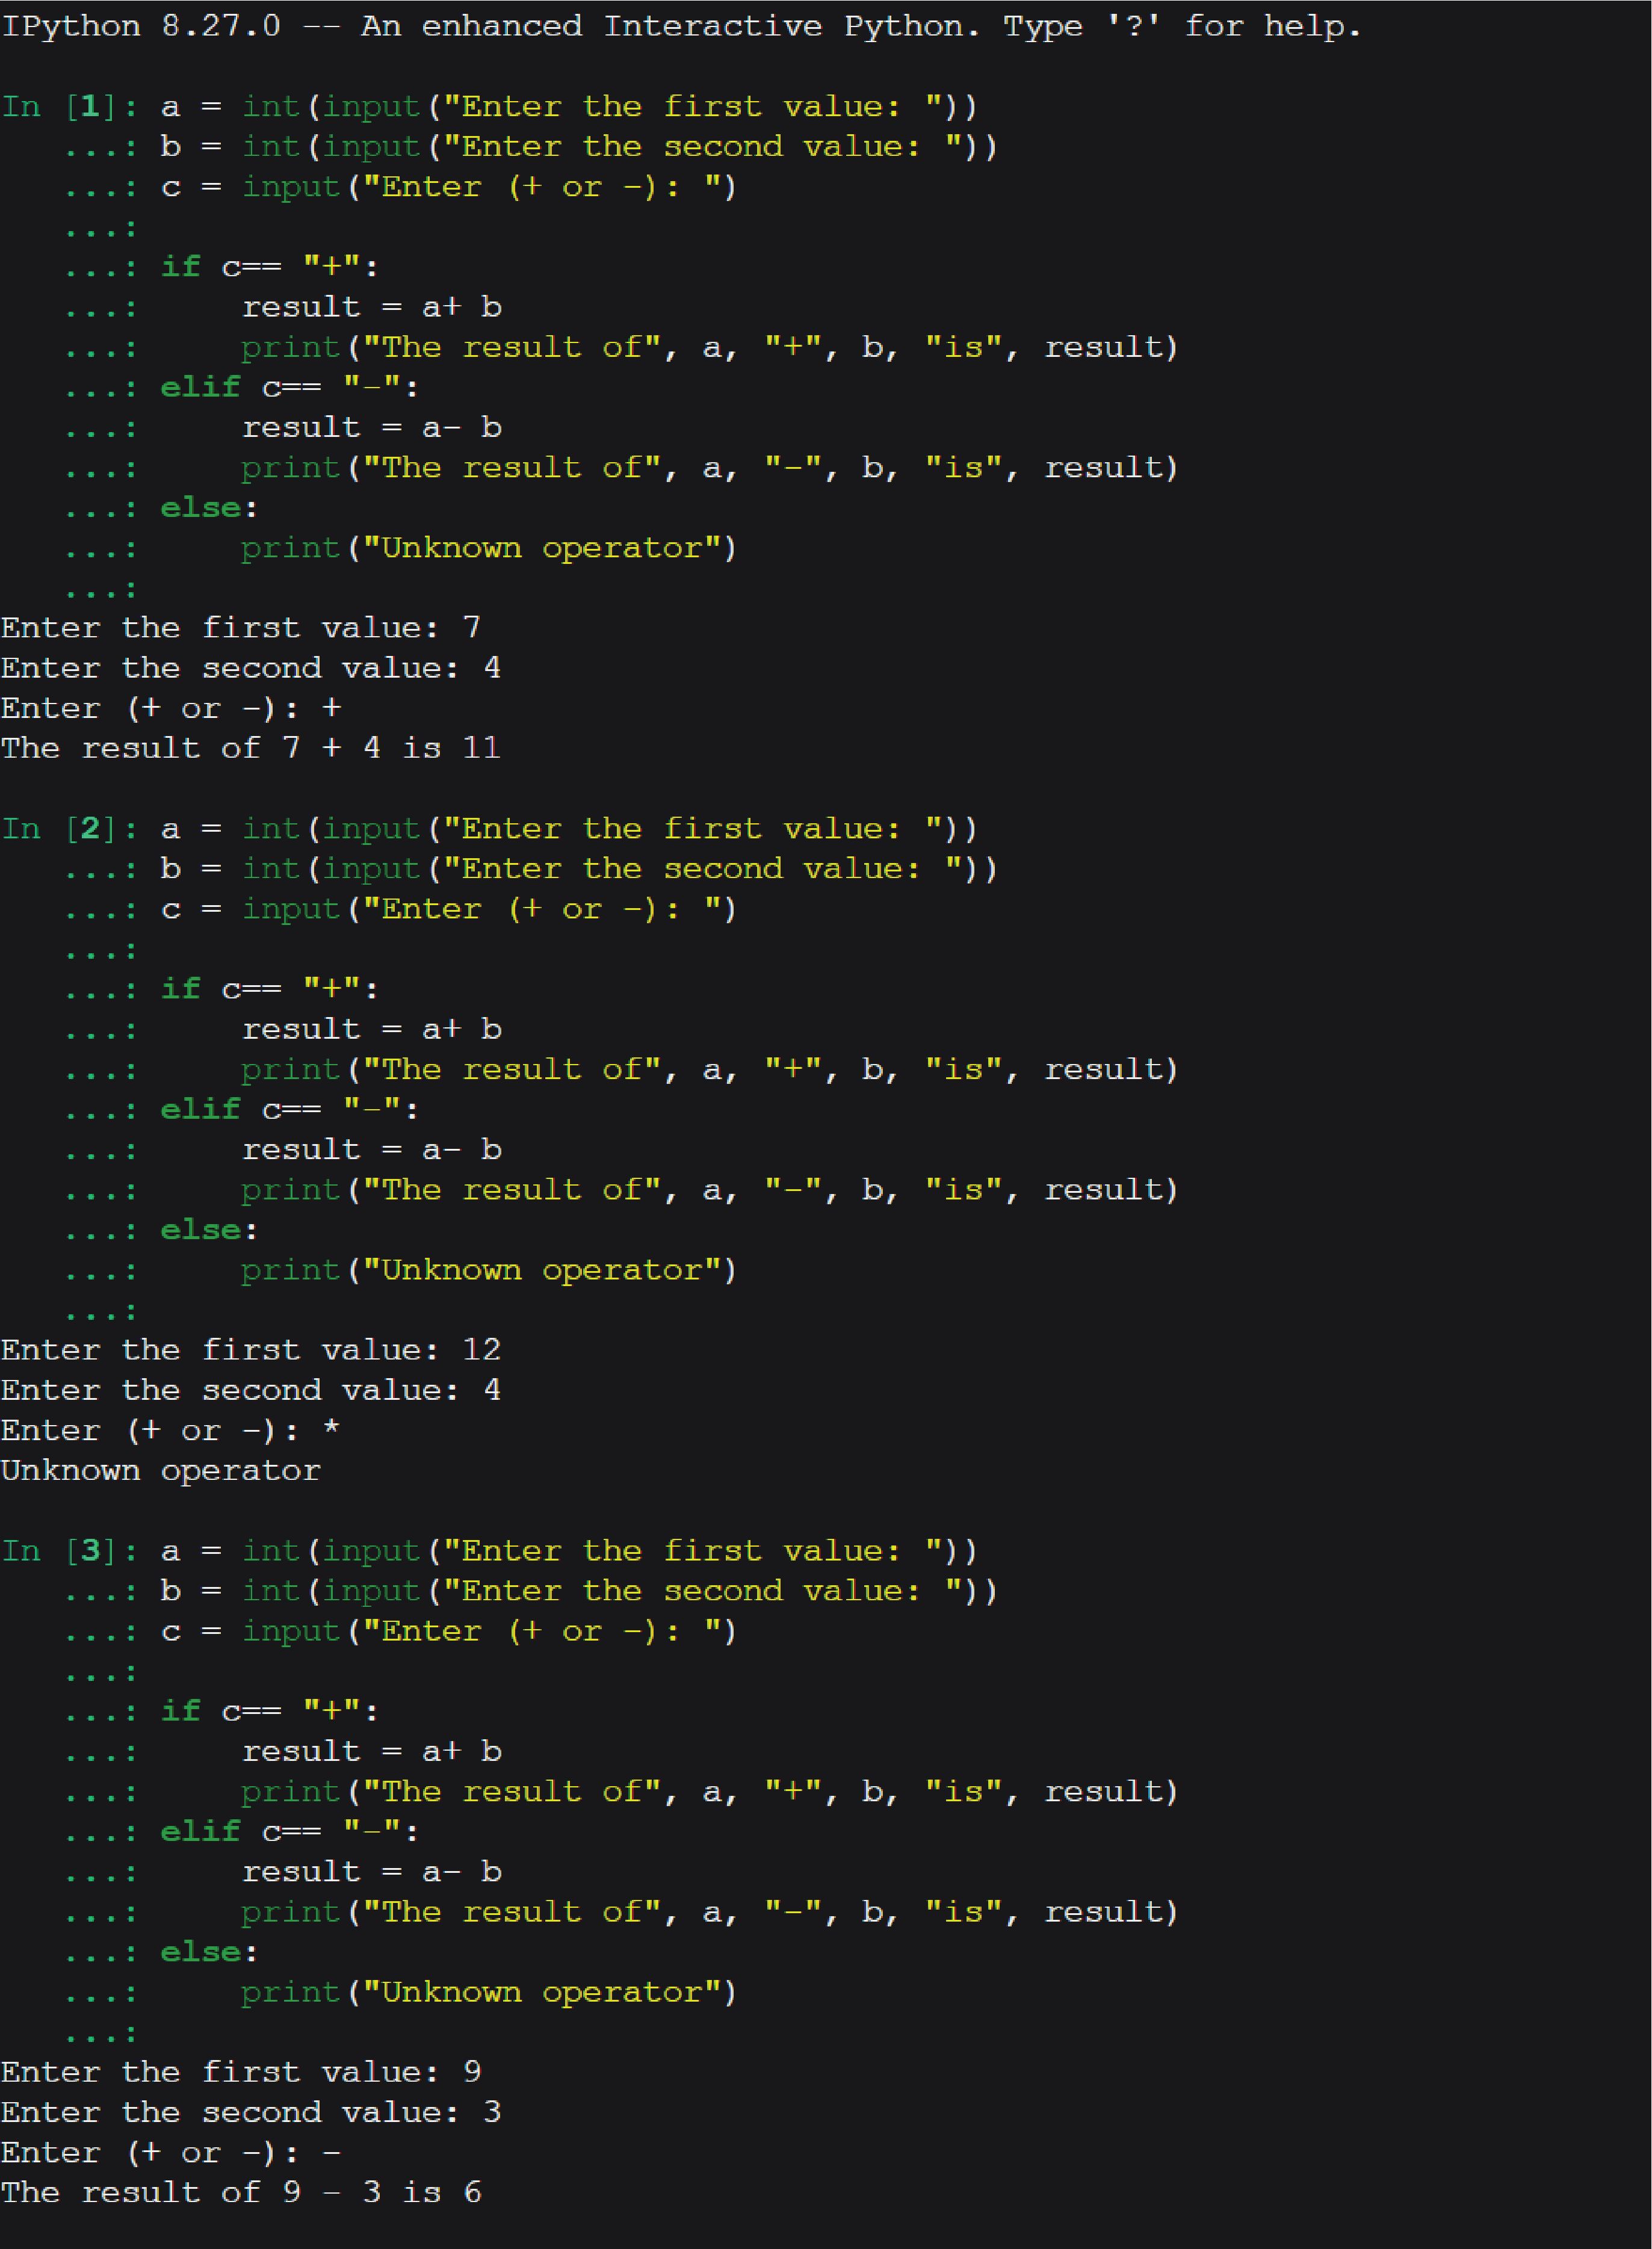 IPython 8.27.0 -- An enhanced Interactive Python. Type '?' for help.

In [1]: a = int(input("Enter the first value: "))
   ...: b = int(input("Enter the second value: "))
   ...: c = input("Enter (+ or -): ")
   ...:
   ...: if c== "+":
   ...:     result = a+ b
   ...:     print("The result of", a, "+", b, "is", result)
   ...: elif c== "-":
   ...:     result = a- b
   ...:     print("The result of", a, "-", b, "is", result)
   ...: else:
   ...:     print("Unknown operator")
   ...:
Enter the first value: 7
Enter the second value: 4
Enter (+ or -): +
The result of 7 + 4 is 11

In [2]: a = int(input("Enter the first value: "))
   ...: b = int(input("Enter the second value: "))
   ...: c = input("Enter (+ or -): ")
   ...:
   ...: if c== "+":
   ...:     result = a+ b
   ...:     print("The result of", a, "+", b, "is", result)
   ...: elif c== "-":
   ...:     result = a- b
   ...:     print("The result of", a, "-", b, "is", result)
   ...: else:
   ...:     print("Unknown operator")
   ...:
Enter the first value: 12
Enter the second value: 4
Enter (+ or -): *
Unknown operator

In [3]: a = int(input("Enter the first value: "))
   ...: b = int(input("Enter the second value: "))
   ...: c = input("Enter (+ or -): ")
   ...:
   ...: if c== "+":
   ...:     result = a+ b
   ...:     print("The result of", a, "+", b, "is", result)
   ...: elif c== "-":
   ...:     result = a- b
   ...:     print("The result of", a, "-", b, "is", result)
   ...: else:
   ...:     print("Unknown operator")
   ...:
Enter the first value: 9
Enter the second value: 3
Enter (+ or -): -
The result of 9 - 3 is 6